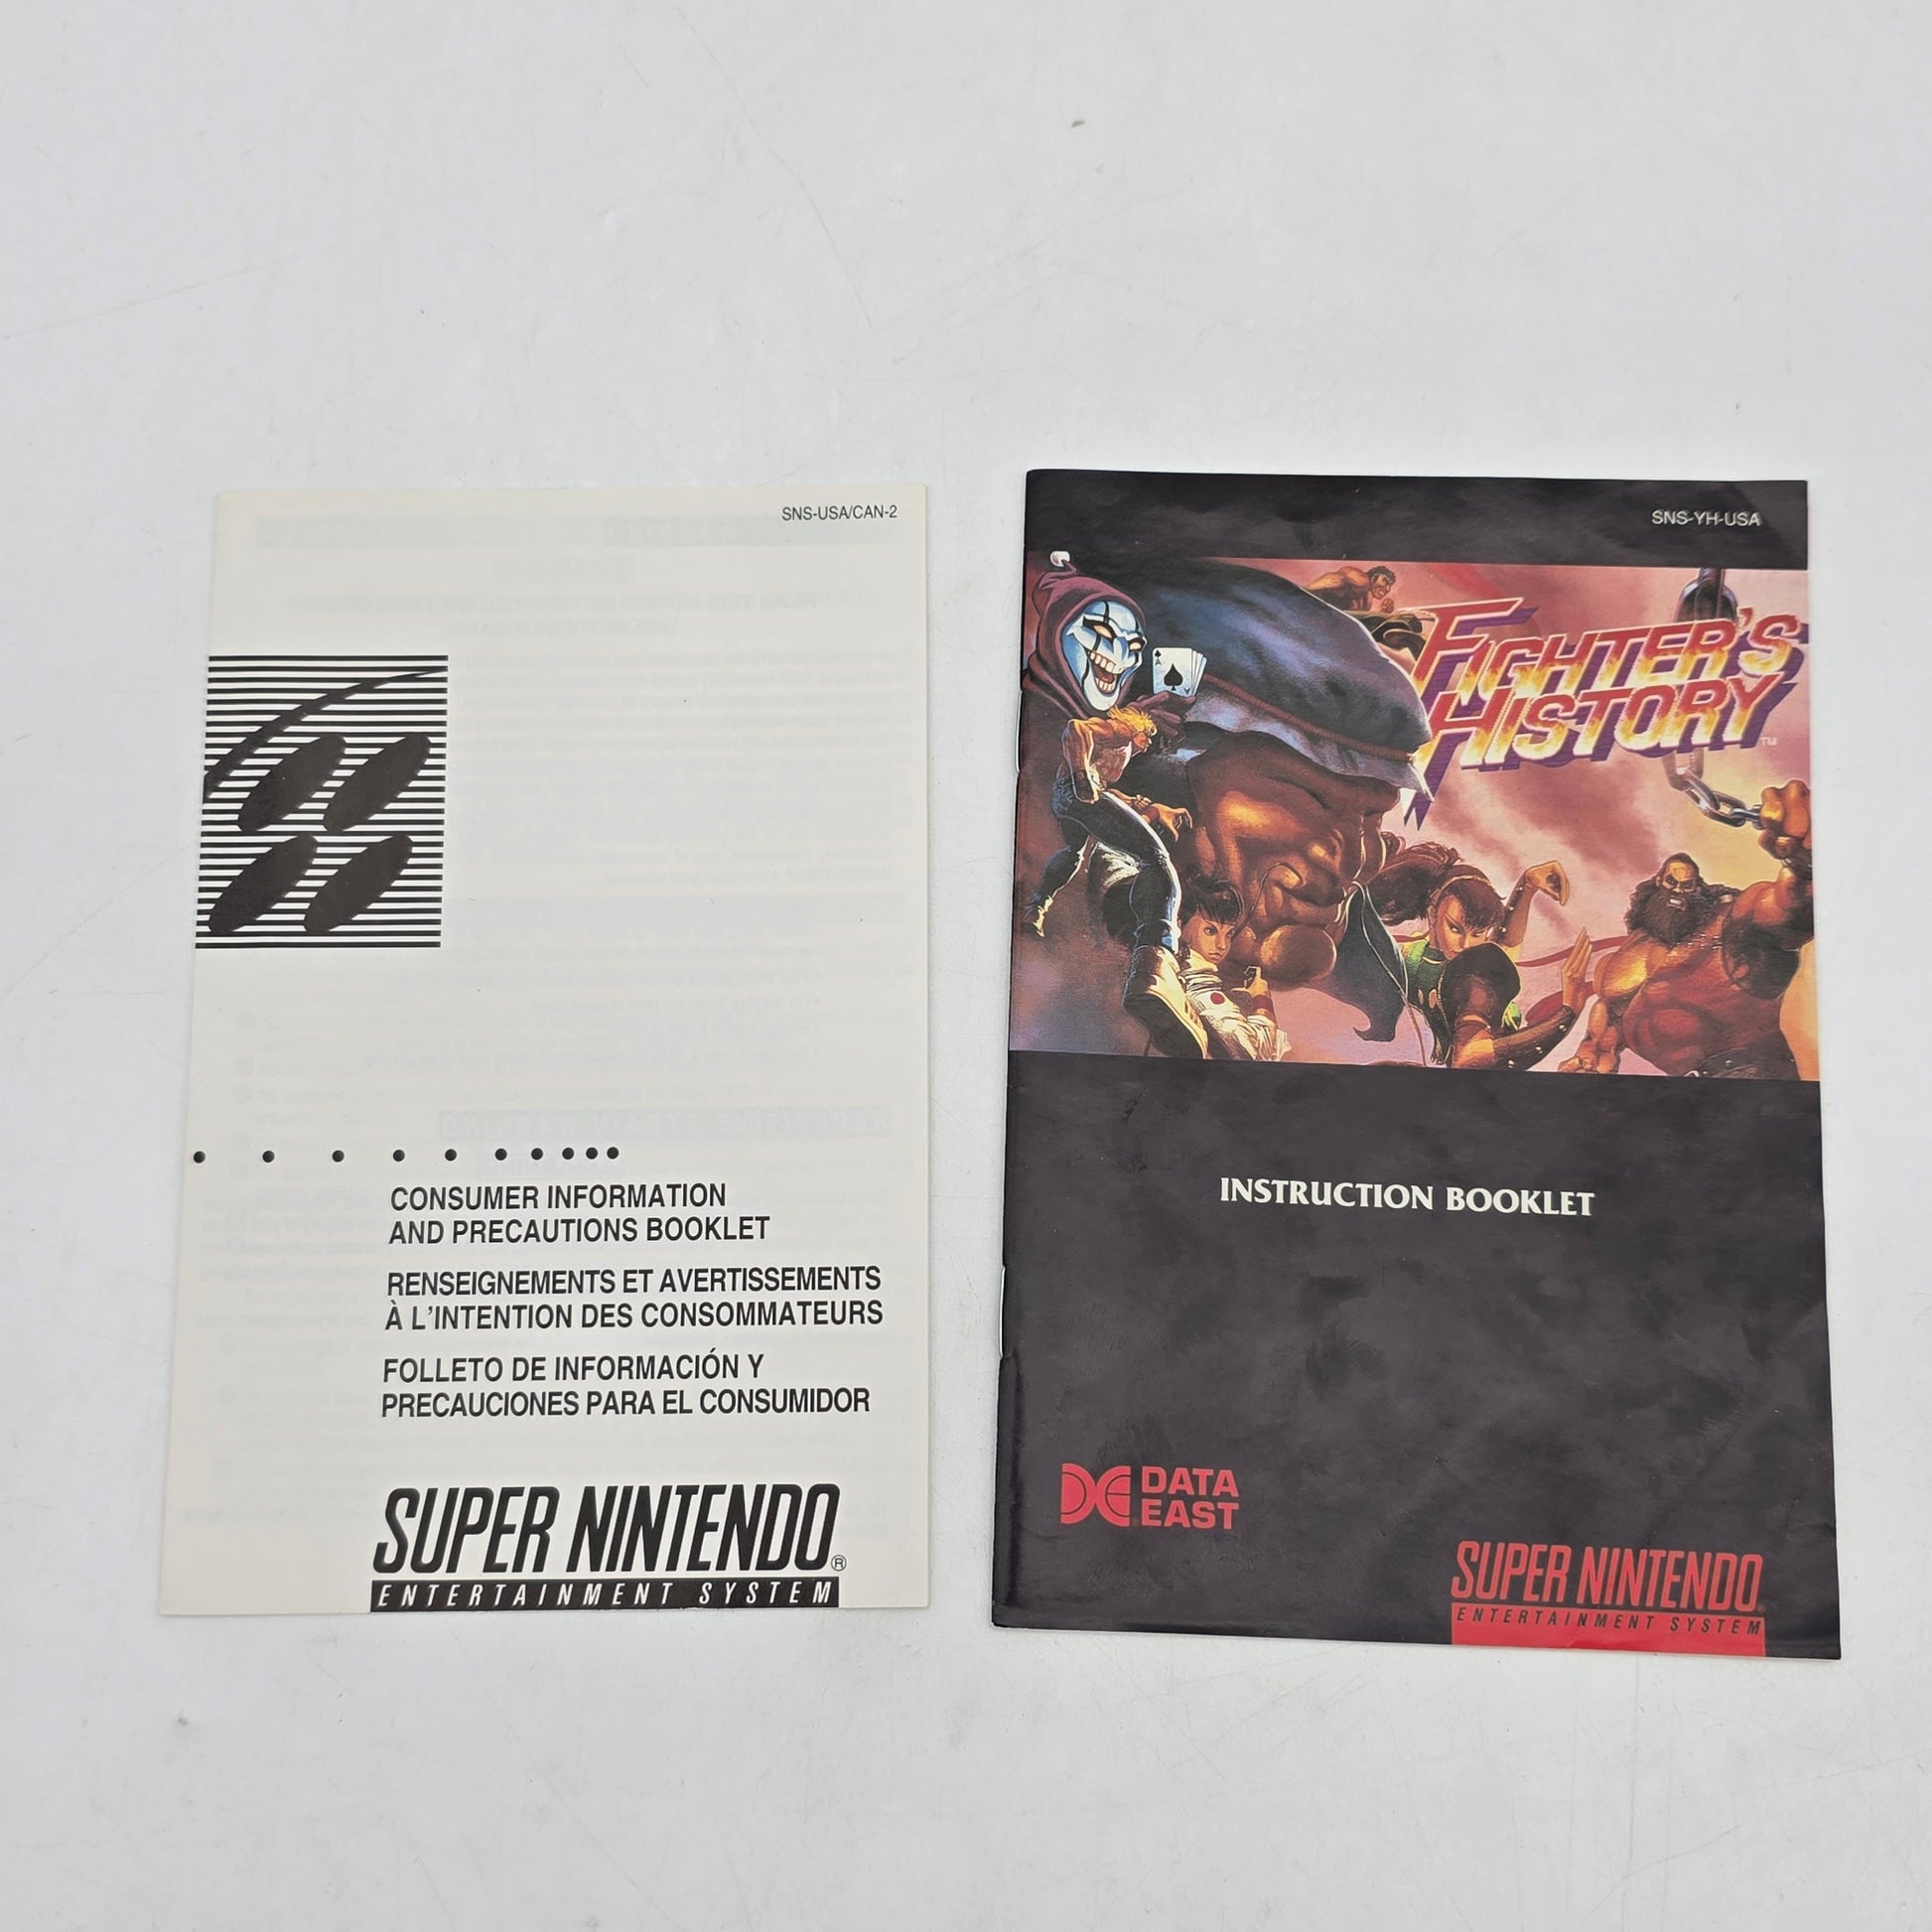 SNS-USA/CAN-2
CONSUMER INFORMATION
AND PRECAUTIONS BOOKLET
RENSEIGNEMENTS ET AVERTISSEMENTS
À L'INTENTION DES CONSOMMATEURS
FOLLETO DE INFORMACIÓN Y
PRECAUCIONES PARA EL CONSUMIDOR
SUPER NINTENDO®
ENTERTAINMENT SYSTEM
SNS-YH-USA
FIGHTER'S
HISTORY™
A
INSTRUCTION BOOKLET
DATA
EAST
SUPER NINTENDO
ENTERTAINMENT SYSTEM